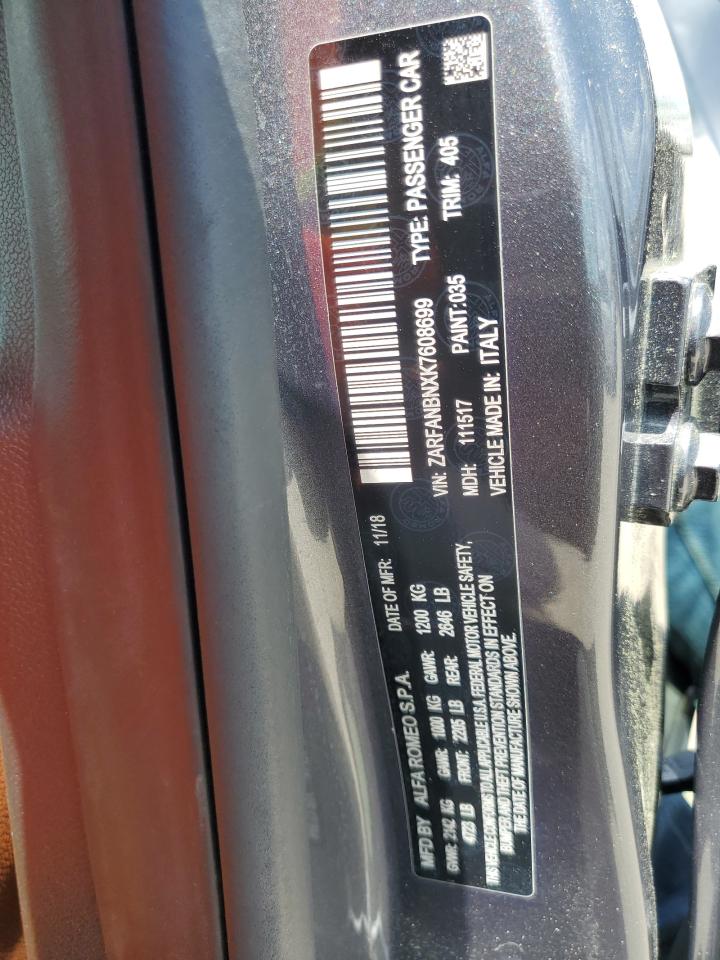 MFD BY ALFA ROMEO S.P.A. DATE OF MFR: 11/18
GVWR: 2142 KG GAWR: 1000 KG GAWR: 1200 KG
4723 LB FRONT: 2205 LB REAR: 2646 LB
THIS VEHICLE CONFORMS TO ALL APPLICABLE U.S.A. FEDERAL MOTOR VEHICLE SAFETY,
BUMPER, AND THEFT PREVENTION STANDARDS IN EFFECT ON
THE DATE OF MANUFACTURE SHOWN ABOVE.
VIN: ZARFANBNXK7608699 TYPE: PASSENGER CAR
MDH: 111517 PAINT:035 TRIM: 405
VEHICLE MADE IN: ITALY